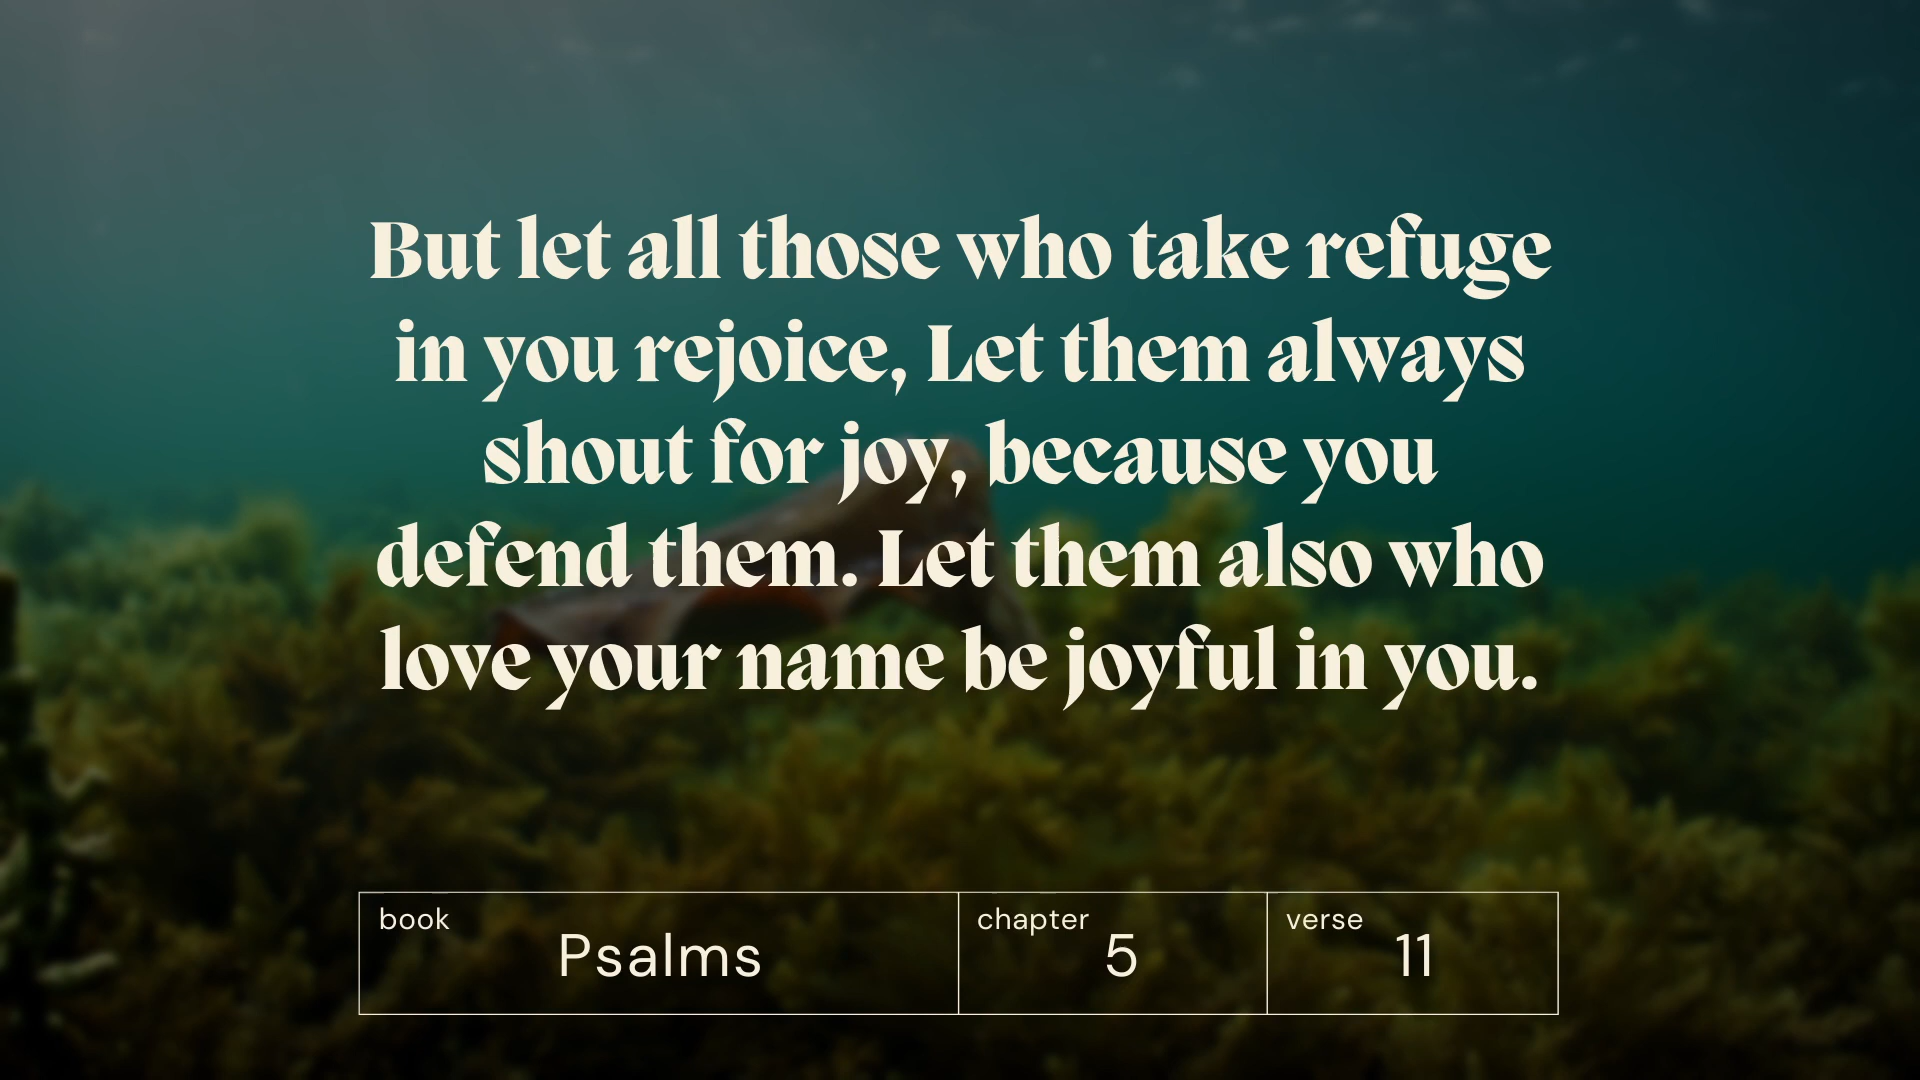 But let all those who take refuge
in you rejoice, Let them always
shout for joy, because you
defend them. Let them also who
love your name be joyful in you.
book
Psalms
chapter
5
verse
11